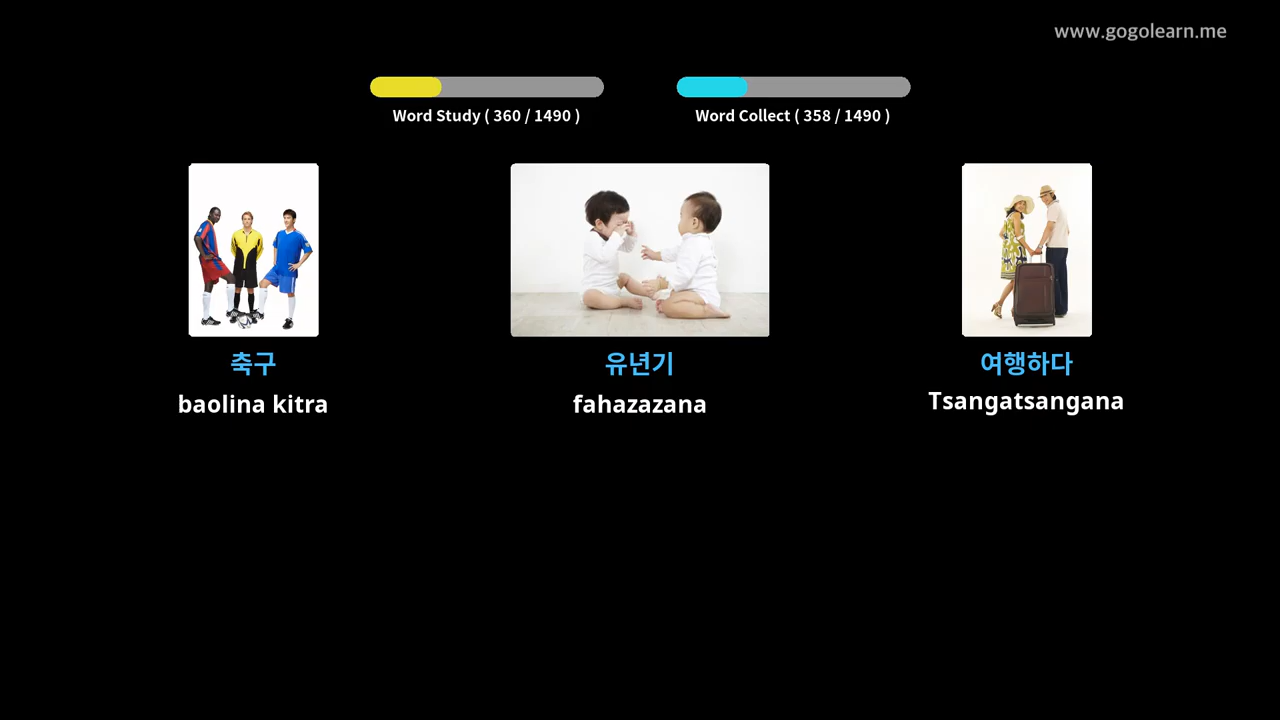 www.gogolearn.me
Word Study ( 360 / 1490 )
Word Collect ( 358 / 1490 )
축구
유년기
여행하다
baolina kitra
fahazazana
Tsangatsangana